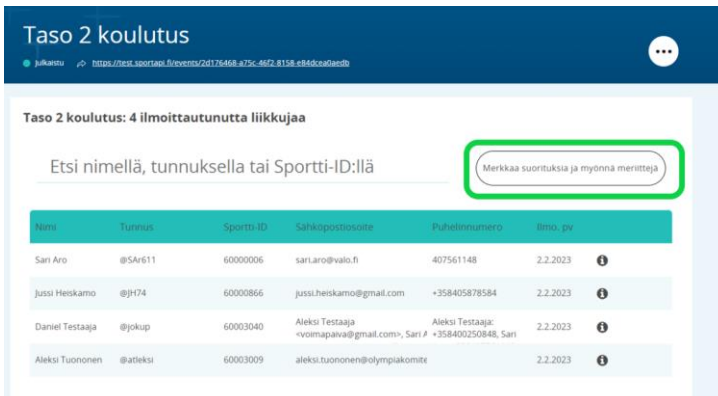 Taso 2 koulutus
Julkaistu https://test.sportapi.fi/events/2d176468-a75c-46f2-8158-e84dcea0aedb
Taso 2 koulutus: 4 ilmoittautunutta liikkujaa
Etsi nimellä, tunnuksella tai Sportti-ID:llä
Merkkaa suorituksia ja myönnä meriittejä
Nimi Tunnus Sportti-ID Sähköpostiosoite Puhelinnumero Ilmo. pv
Sari Aro @SAr611 60000006 sari.aro@valo.fi 407561148 2.2.2023
Jussi Heiskamo @JH74 60000866 jussi.heiskamo@gmail.com +358405878584 2.2.2023
Daniel Testaaja @jokup 60003040 Aleksi Testaaja <voimapaiva@gmail.com>, Sari A Aleksi Testaaja: +358400250848, Sari 2.2.2023
Aleksi Tuononen @atleksi 60003009 aleksi.tuononen@olympiakomite 2.2.2023